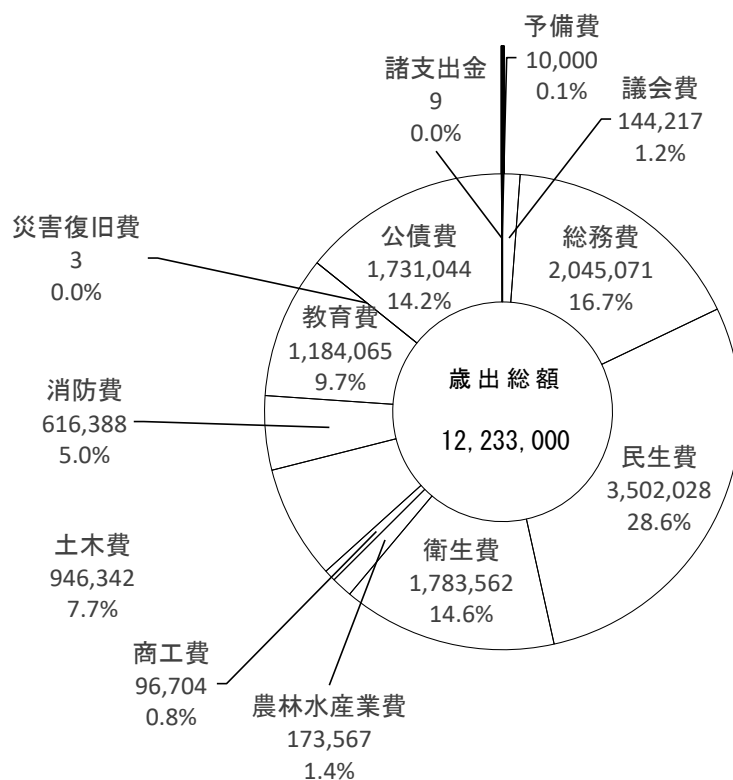 予備費
10,000
0.1%
諸支出金
9
0.0%
議会費
144,217
1.2%
災害復旧費
3
0.0%
公債費
1,731,044
14.2%
総務費
2,045,071
16.7%
教育費
1,184,065
9.7%
歳出総額
12,233,000
消防費
616,388
5.0%
民生費
3,502,028
28.6%
土木費
946,342
7.7%
衛生費
1,783,562
14.6%
商工費
96,704
0.8%
農林水産業費
173,567
1.4%